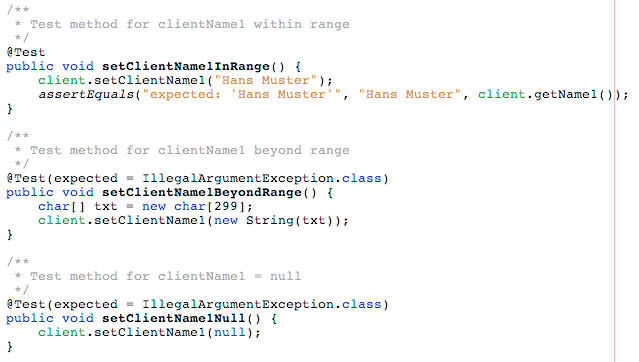 /**
 * Test method for clientName1 within range
 */
@Test
public void setClientName1InRange() {
    client.setClientName1("Hans Muster");
    assertEquals("expected: 'Hans Muster'", "Hans Muster", client.getName1());
}

/**
 * Test method for clientName1 beyond range
 */
@Test(expected = IllegalArgumentException.class)
public void setClientName1BeyondRange() {
    char[] txt = new char[299];
    client.setClientName1(new String(txt));
}

/**
 * Test method for clientName1 = null
 */
@Test(expected = IllegalArgumentException.class)
public void setClientName1Null() {
    client.setClientName1(null);
}